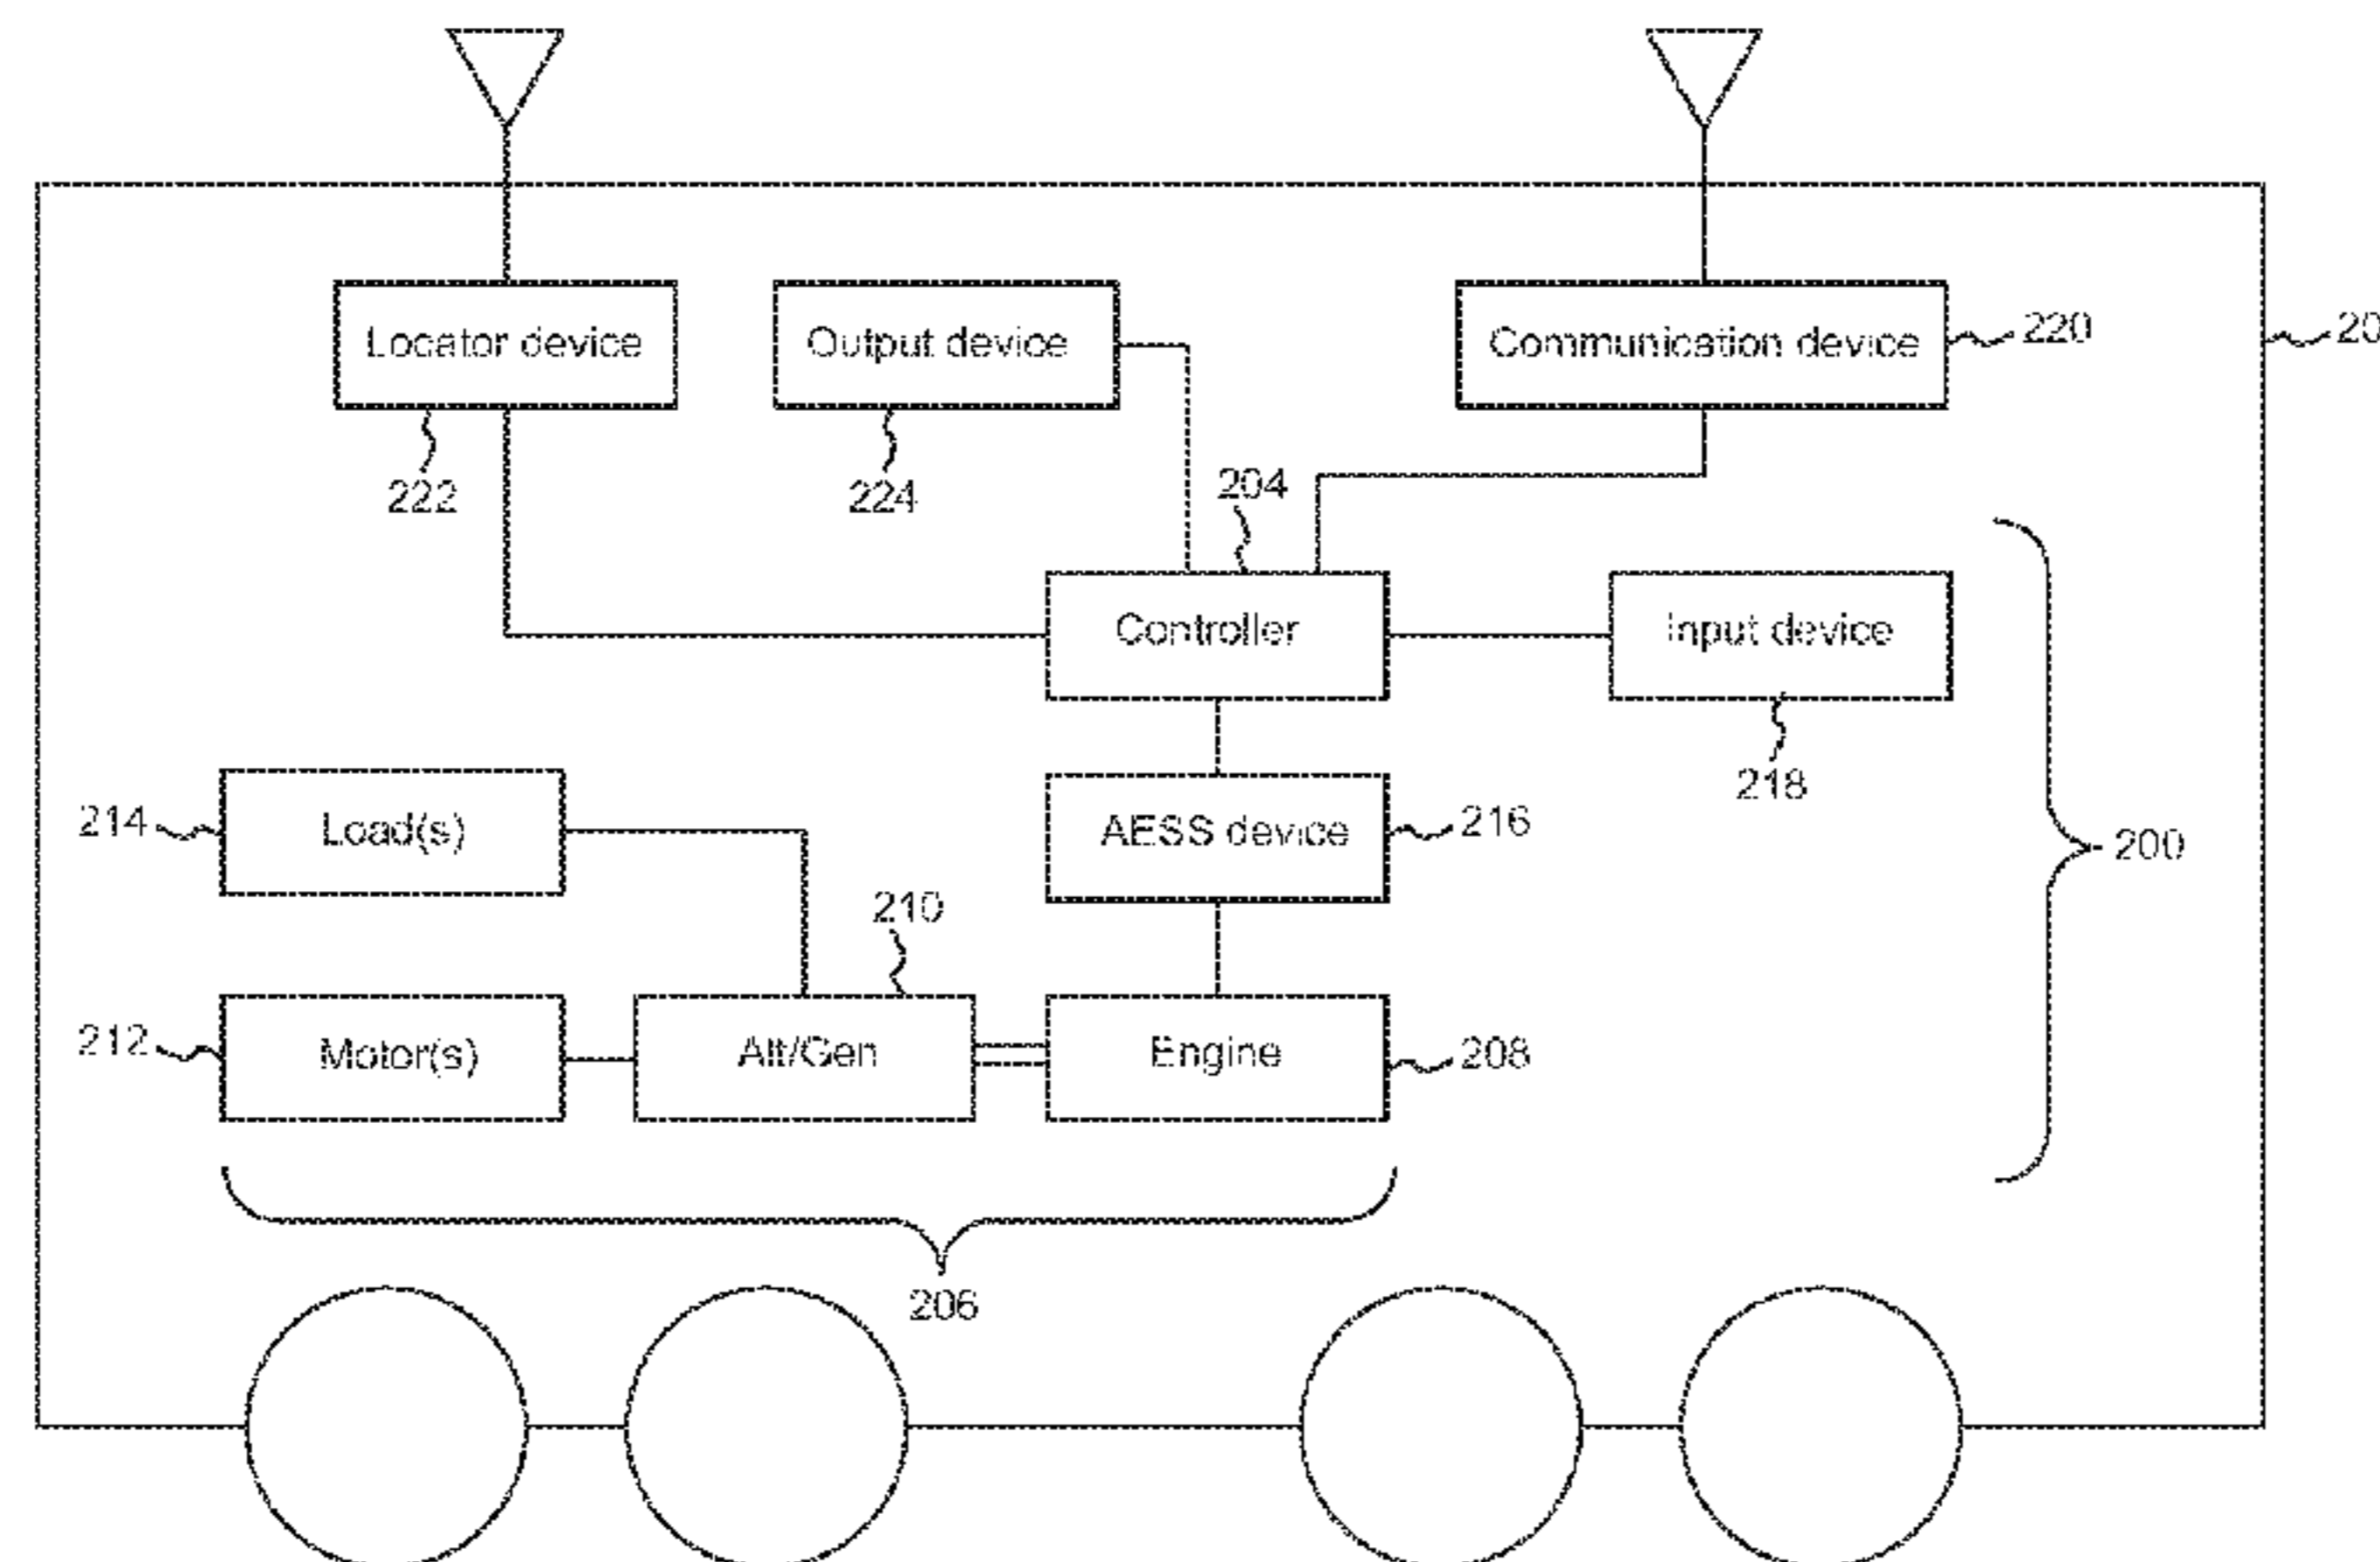 Locator device
Output device
Communication device
220
222
224
204
Controller
Input device
218
214
Load(s)
AESS device
216
200
210
212
Motor(s)
Alt/Gen
Engine
208
206